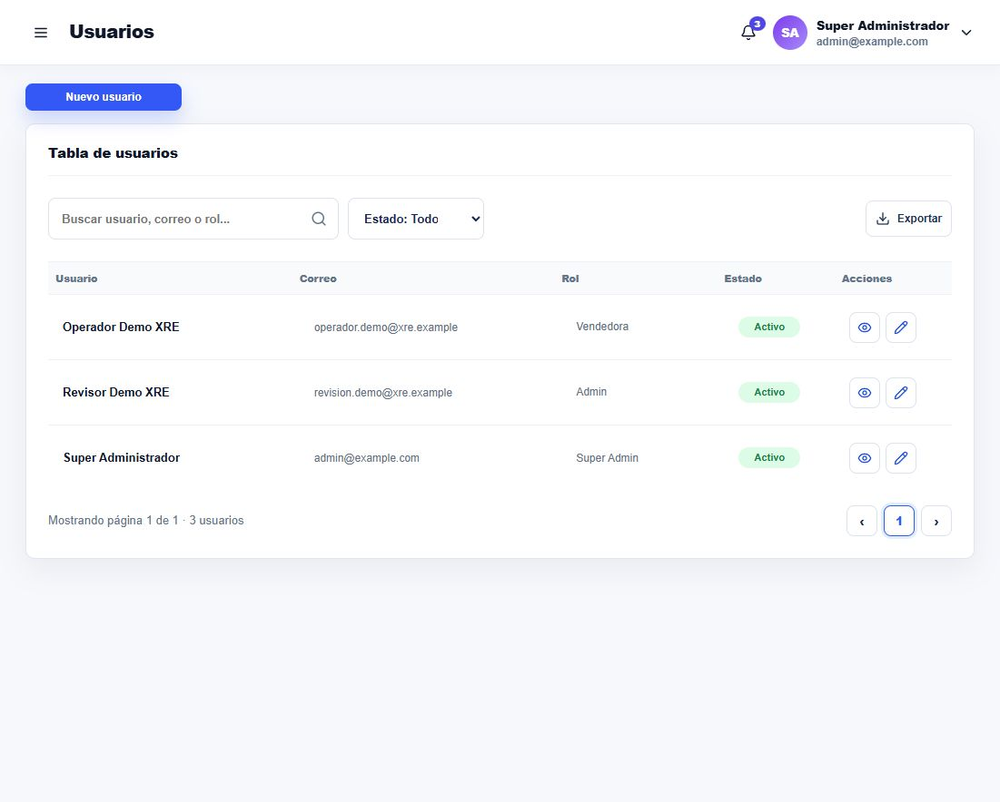 Usuarios
3
SA
Super Administrador
admin@example.com
Nuevo usuario
Tabla de usuarios
Buscar usuario, correo o rol...
Estado: Todo
Exportar
Usuario Correo Rol Estado Acciones
Operador Demo XRE operador.demo@xre.example Vendedora Activo
Revisor Demo XRE revision.demo@xre.example Admin Activo
Super Administrador admin@example.com Super Admin Activo
Mostrando página 1 de 1 · 3 usuarios
‹ 1 ›